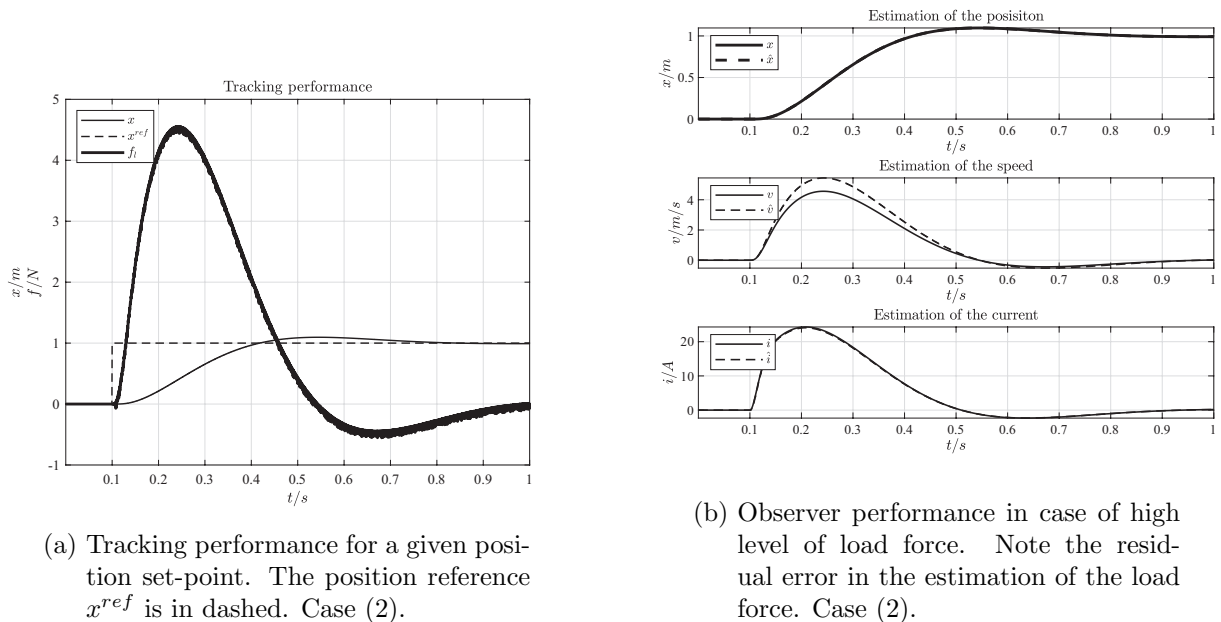 Tracking performance
5
4
3
2
1
0
-1
x/m
f/N
x
x^{ref}
f_l
0.1 0.2 0.3 0.4 0.5 0.6 0.7 0.8 0.9 1
t/s
(a) Tracking performance for a given posi-
tion set-point. The position reference
x^{ref} is in dashed. Case (2).
Estimation of the posisiton
1
0.5
0
x/m
x
x̂
0.1 0.2 0.3 0.4 0.5 0.6 0.7 0.8 0.9 1
t/s
Estimation of the speed
4
2
0
v/m/s
v
v̂
0.1 0.2 0.3 0.4 0.5 0.6 0.7 0.8 0.9 1
t/s
Estimation of the current
20
10
0
i/A
i
î
0.1 0.2 0.3 0.4 0.5 0.6 0.7 0.8 0.9 1
t/s
(b) Observer performance in case of high
level of load force. Note the resid-
ual error in the estimation of the load
force. Case (2).